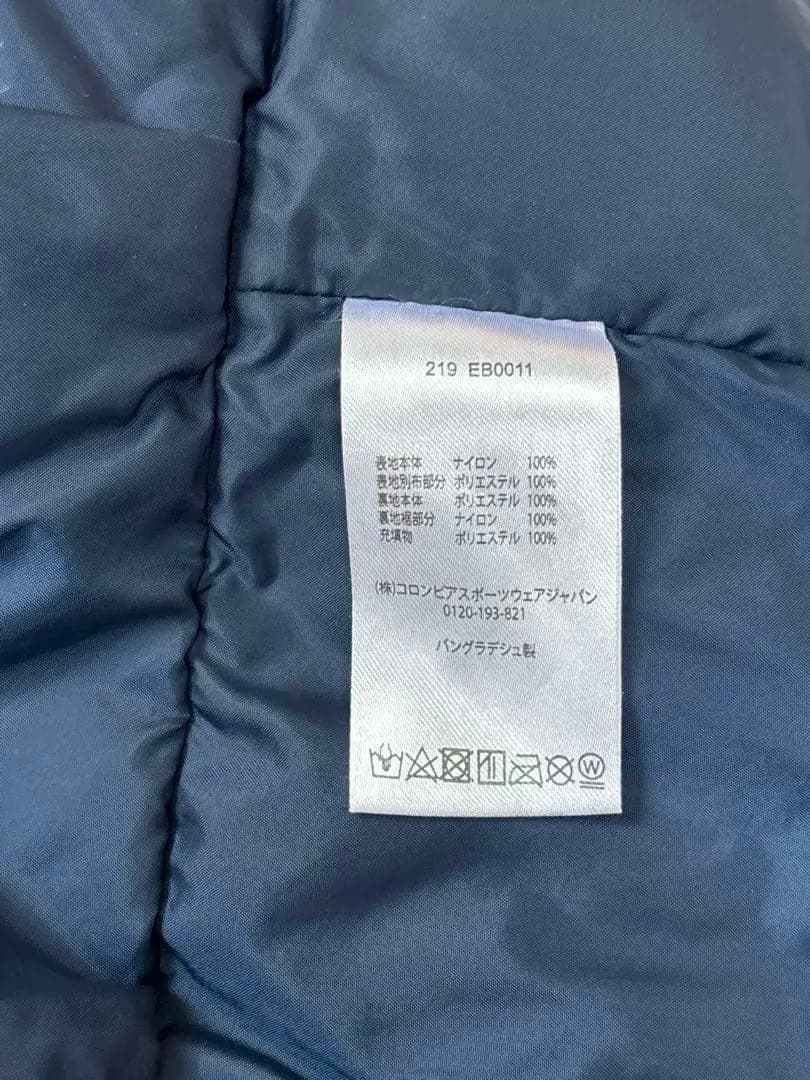 219 EB0011
表地本体 ナイロン 100%
表地別布部分 ポリエステル 100%
裏地本体 ポリエステル 100%
裏地裾部分 ナイロン 100%
充填物 ポリエステル 100%
(株)コロンビアスポーツウェアジャパン
0120-193-821
バングラデシュ製
W